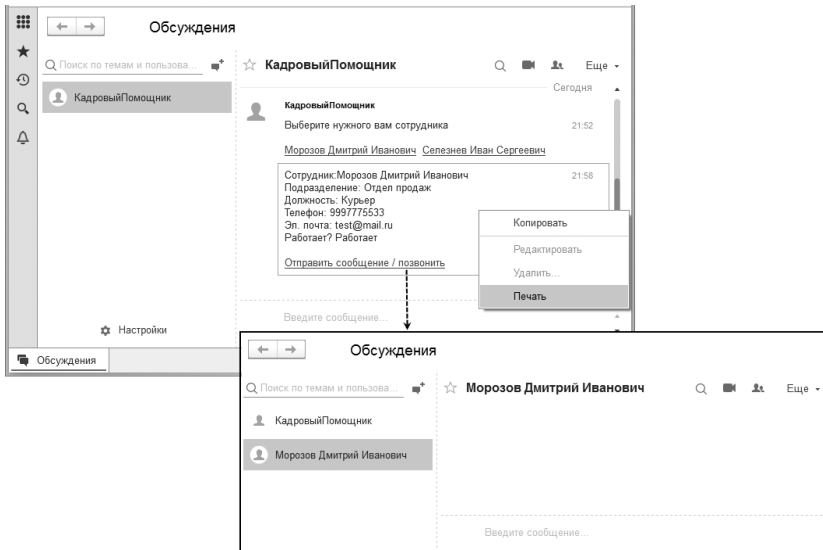 Обсуждения
Поиск по темам и пользова...
КадровыйПомощник
Еще
КадровыйПомощник
Сегодня
КадровыйПомощник
Выберите нужного вам сотрудника 21:52
Морозов Дмитрий Иванович Селезнев Иван Сергеевич
Сотрудник:Морозов Дмитрий Иванович 21:58
Подразделение: Отдел продаж
Должность: Курьер
Телефон: 9997775533
Эл. почта: test@mail.ru
Работает? Работает
Отправить сообщение / позвонить
Копировать
Редактировать
Удалить...
Печать
Введите сообщение...
Настройки
Обсуждения
Обсуждения
Поиск по темам и пользова...
Морозов Дмитрий Иванович
Еще
КадровыйПомощник
Морозов Дмитрий Иванович
Введите сообщение...